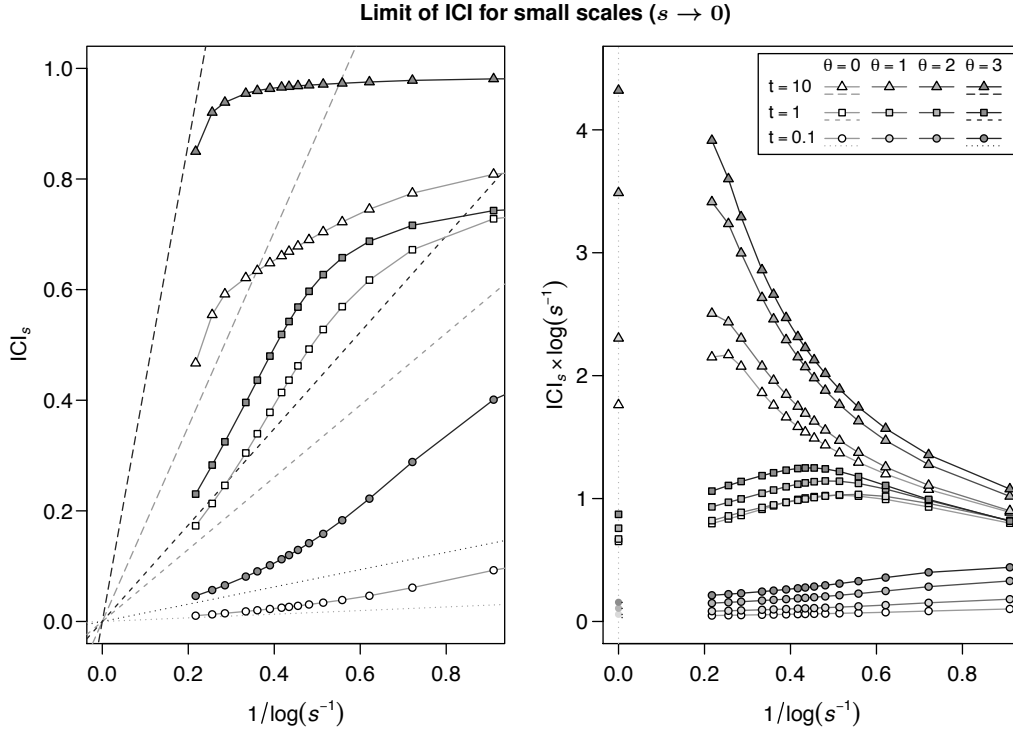 Limit of ICI for small scales (s → 0)
ICI_s
1.0
0.8
0.6
0.4
0.2
0.0
0.0 0.2 0.4 0.6 0.8
1/log(s⁻¹)
ICI_s × log(s⁻¹)
4
3
2
1
0
0.0 0.2 0.4 0.6 0.8
1/log(s⁻¹)
θ = 0 θ = 1 θ = 2 θ = 3
t = 10
t = 1
t = 0.1